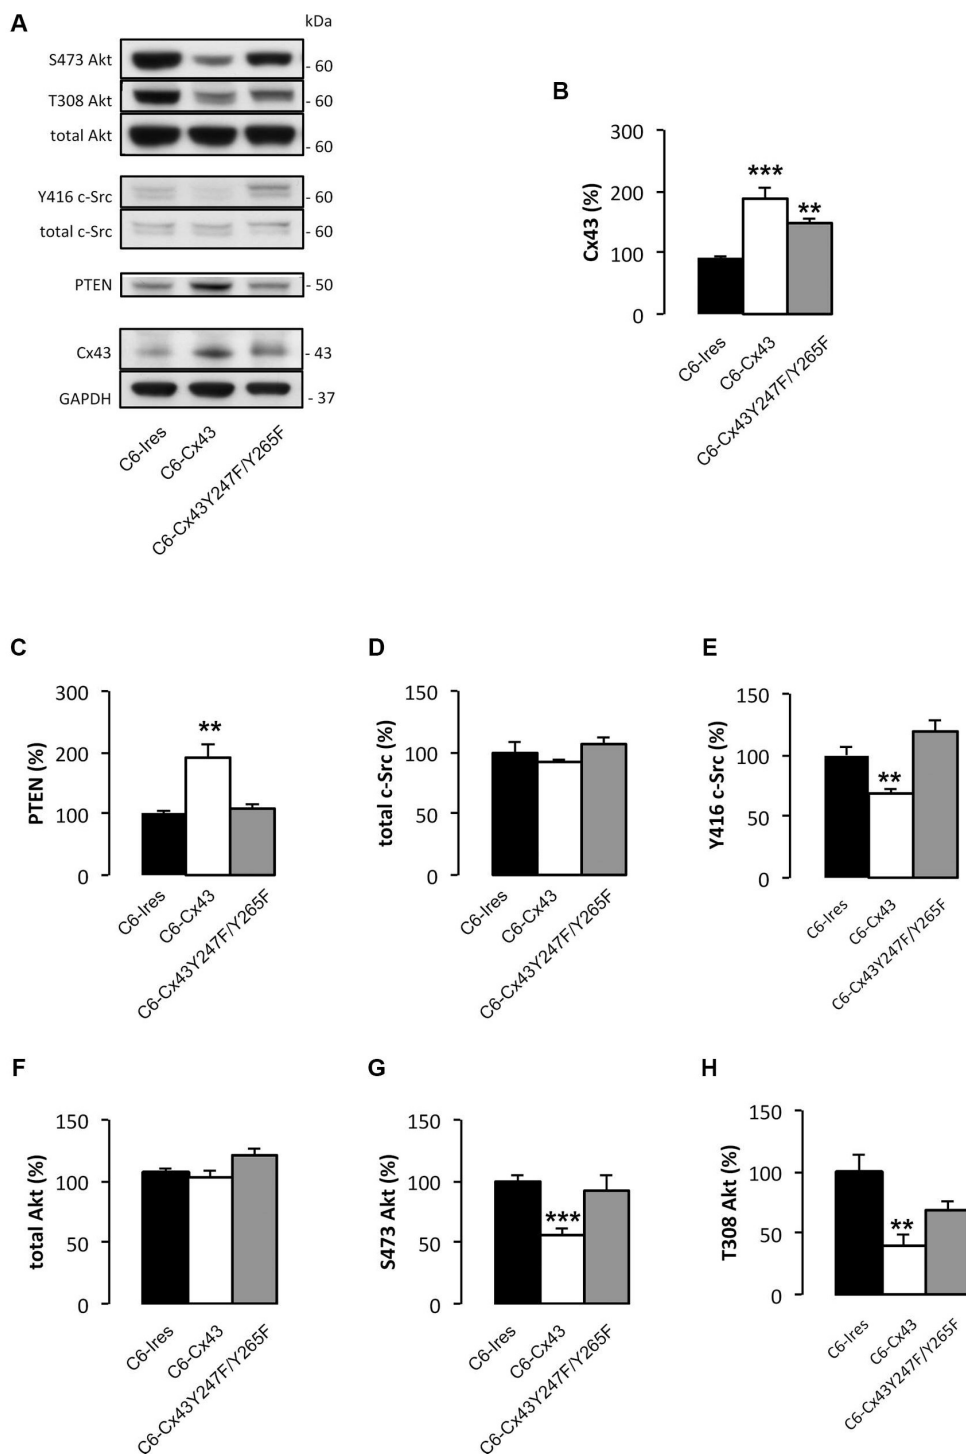 A
kDa
S473 Akt
- 60
T308 Akt
- 60
total Akt
- 60
Y416 c-Src
- 60
total c-Src
- 60
PTEN
- 50
Cx43
- 43
GAPDH
- 37
C6-Ires
C6-Cx43
C6-Cx43Y247F/Y265F
B
Cx43 (%)
300
200
100
0
***
**
C6-Ires
C6-Cx43
C6-Cx43Y247F/Y265F
C
PTEN (%)
300
200
100
0
**
C6-Ires
C6-Cx43
C6-Cx43Y247F/Y265F
D
total c-Src (%)
150
100
50
0
C6-Ires
C6-Cx43
C6-Cx43Y247F/Y265F
E
Y416 c-Src (%)
150
100
50
0
**
C6-Ires
C6-Cx43
C6-Cx43Y247F/Y265F
F
total Akt (%)
150
100
50
0
C6-Ires
C6-Cx43
C6-Cx43Y247F/Y265F
G
S473 Akt (%)
150
100
50
0
***
C6-Ires
C6-Cx43
C6-Cx43Y247F/Y265F
H
T308 Akt (%)
150
100
50
0
**
C6-Ires
C6-Cx43
C6-Cx43Y247F/Y265F